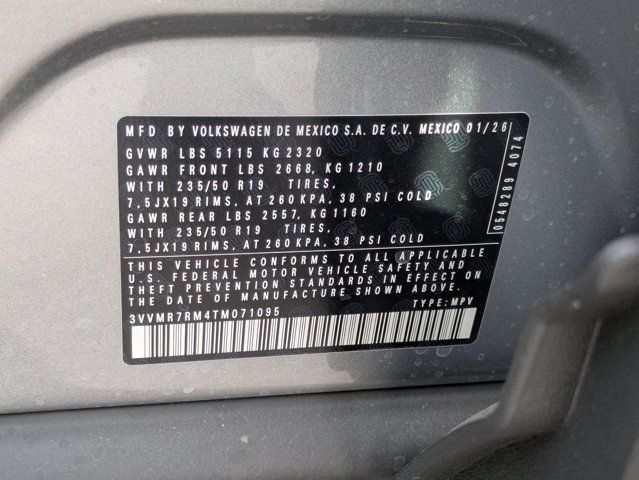 MFD BY VOLKSWAGEN DE MEXICO S.A. DE C.V. MEXICO 01/26
GVWR LBS 5115 KG 2320
GAWR FRONT LBS 2668, KG 1210
WITH 235/50 R19 TIRES,
7,5JX19 RIMS, AT 260 KPA, 38 PSI COLD
GAWR REAR LBS 2557, KG 1160
WITH 235/50 R19 TIRES,
7,5JX19 RIMS, AT 260 KPA, 38 PSI COLD
THIS VEHICLE CONFORMS TO ALL APPLICABLE
U.S. FEDERAL MOTOR VEHICLE SAFETY AND
THEFT PREVENTION STANDARDS IN EFFECT ON
THE DATE OF MANUFACTURE SHOWN ABOVE.
3VVMR7RM4TM071095 TYPE: MPV
0548289 4074